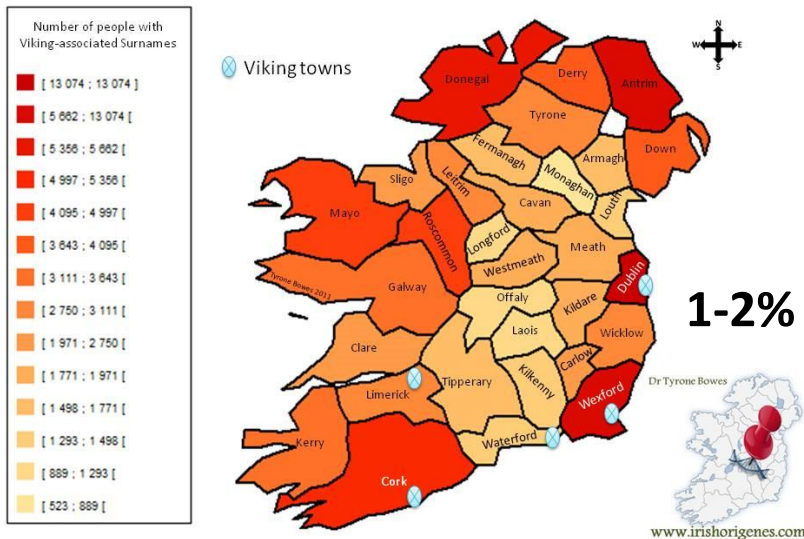 Number of people with
Viking-associated Surnames
[ 13 074 ; 13 074 ]
[ 5 662 ; 13 074 [
[ 5 356 ; 5 662 [
[ 4 997 ; 5 356 [
[ 4 095 ; 4 997 [
[ 3 643 ; 4 095 [
[ 3 111 ; 3 643 [
[ 2 750 ; 3 111 [
[ 1 971 ; 2 750 [
[ 1 771 ; 1 971 [
[ 1 498 ; 1 771 [
[ 1 293 ; 1 498 [
[ 889 ; 1 293 [
[ 523 ; 889 [
Viking towns
N
W E
S
Donegal
Derry
Antrim
Tyrone
Fermanagh
Armagh
Down
Monaghan
Sligo
Leitrim
Cavan
Louth
Mayo
Roscommon
Longford
Meath
Westmeath
Dublin
Tyrone Bowes 2011
Galway
Offaly
Kildare
Laois
Wicklow
Clare
Carlow
Tipperary
Kilkenny
Limerick
Wexford
Kerry
Waterford
Cork
1-2%
Dr Tyrone Bowes
www.irishorigenes.com